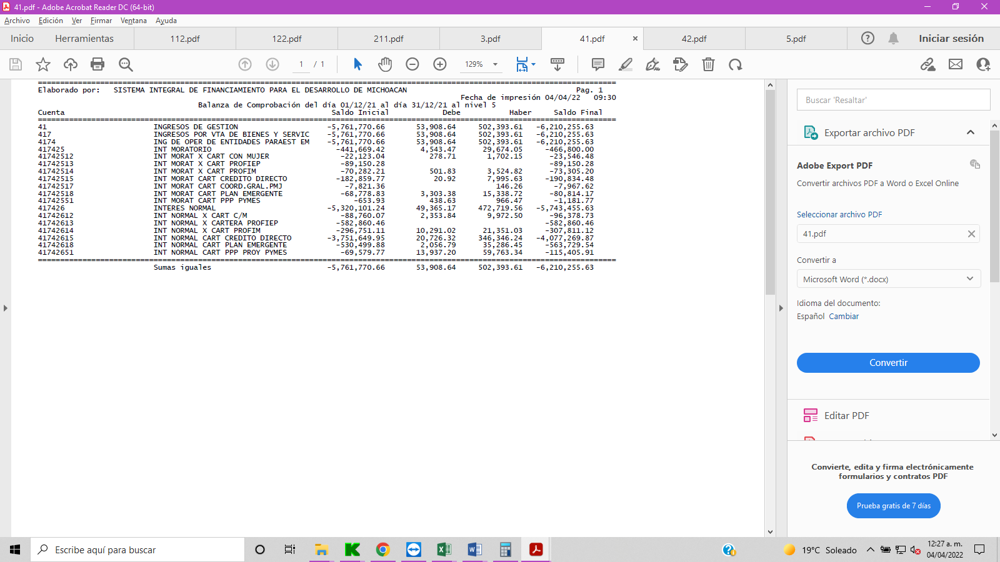 41.pdf - Adobe Acrobat Reader DC (64-bit)
Archivo Edición Ver Firmar Ventana Ayuda
Inicio Herramientas 112.pdf 122.pdf 211.pdf 3.pdf 41.pdf 42.pdf 5.pdf Iniciar sesión
1 / 1 129%
Elaborado por: SISTEMA INTEGRAL DE FINANCIAMIENTO PARA EL DESARROLLO DE MICHOACAN Pag. 1
Fecha de impresión 04/04/22 09:30
Balanza de Comprobación del día 01/12/21 al día 31/12/21 al nivel 5
Cuenta Saldo Inicial Debe Haber Saldo Final
41 INGRESOS DE GESTION -5,761,770.66 53,908.64 502,393.61 -6,210,255.63
417 INGRESOS POR VTA DE BIENES Y SERVIC -5,761,770.66 53,908.64 502,393.61 -6,210,255.63
4174 ING DE OPER DE ENTIDADES PARAEST EM -5,761,770.66 53,908.64 502,393.61 -6,210,255.63
417425 INT MORATORIO -441,669.42 4,543.47 29,674.05 -466,800.00
41742512 INT MORAT X CART CON MUJER -22,123.04 278.71 1,702.15 -23,546.48
41742513 INT MORAT X CART PROFIEP -89,150.28 -89,150.28
41742514 INT MORAT X CART PROFIM -70,282.21 501.83 3,524.82 -73,305.20
41742515 INT MORAT CART CREDITO DIRECTO -182,859.77 20.92 7,995.63 -190,834.48
41742517 INT MORAT CART COORD.GRAL.PMJ -7,821.36 146.26 -7,967.62
41742518 INT MORAT CART PLAN EMERGENTE -68,778.83 3,303.38 15,338.72 -80,814.17
41742551 INT MORAT CART PPP PYMES -653.93 438.63 966.47 -1,181.77
417426 INTERES NORMAL -5,320,101.24 49,365.17 472,719.56 -5,743,455.63
41742612 INT NORMAL X CART C/M -88,760.07 2,353.84 9,972.50 -96,378.73
41742613 INT NORMAL X CARTERA PROFIEP -582,860.46 -582,860.46
41742614 INT NORMAL X CART PROFIM -296,751.11 10,291.02 21,351.03 -307,811.12
41742615 INT NORMAL CART CREDITO DIRECTO -3,751,649.95 20,726.32 346,346.24 -4,077,269.87
41742618 INT NORMAL CART PLAN EMERGENTE -530,499.88 2,056.79 35,286.45 -563,729.54
41742651 INT NORMAL CART PPP PROY PYMES -69,579.77 13,937.20 59,763.34 -115,405.91
Sumas iguales -5,761,770.66 53,908.64 502,393.61 -6,210,255.63
Buscar 'Resaltar'
Exportar archivo PDF
Adobe Export PDF
Convertir archivos PDF a Word o Excel Online
Seleccionar archivo PDF
41.pdf
Convertir a
Microsoft Word (*.docx)
Idioma del documento:
Español Cambiar
Convertir
Editar PDF
Convierte, edita y firma electrónicamente
formularios y contratos PDF
Prueba gratis de 7 días
Escribe aquí para buscar
19°C Soleado
12:27 a. m.
04/04/2022